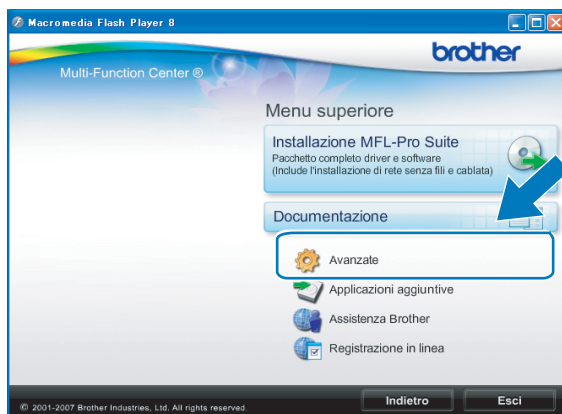 Macromedia Flash Player 8
brother
Multi-Function Center ®
Menu superiore
Installazione MFL-Pro Suite
Pacchetto completo driver e software
(Include l'installazione di rete senza fili e cablata)
Documentazione
Avanzate
Applicazioni aggiuntive
Assistenza Brother
Registrazione in linea
© 2001-2007 Brother Industries, Ltd. All rights reserved.
Indietro
Esci